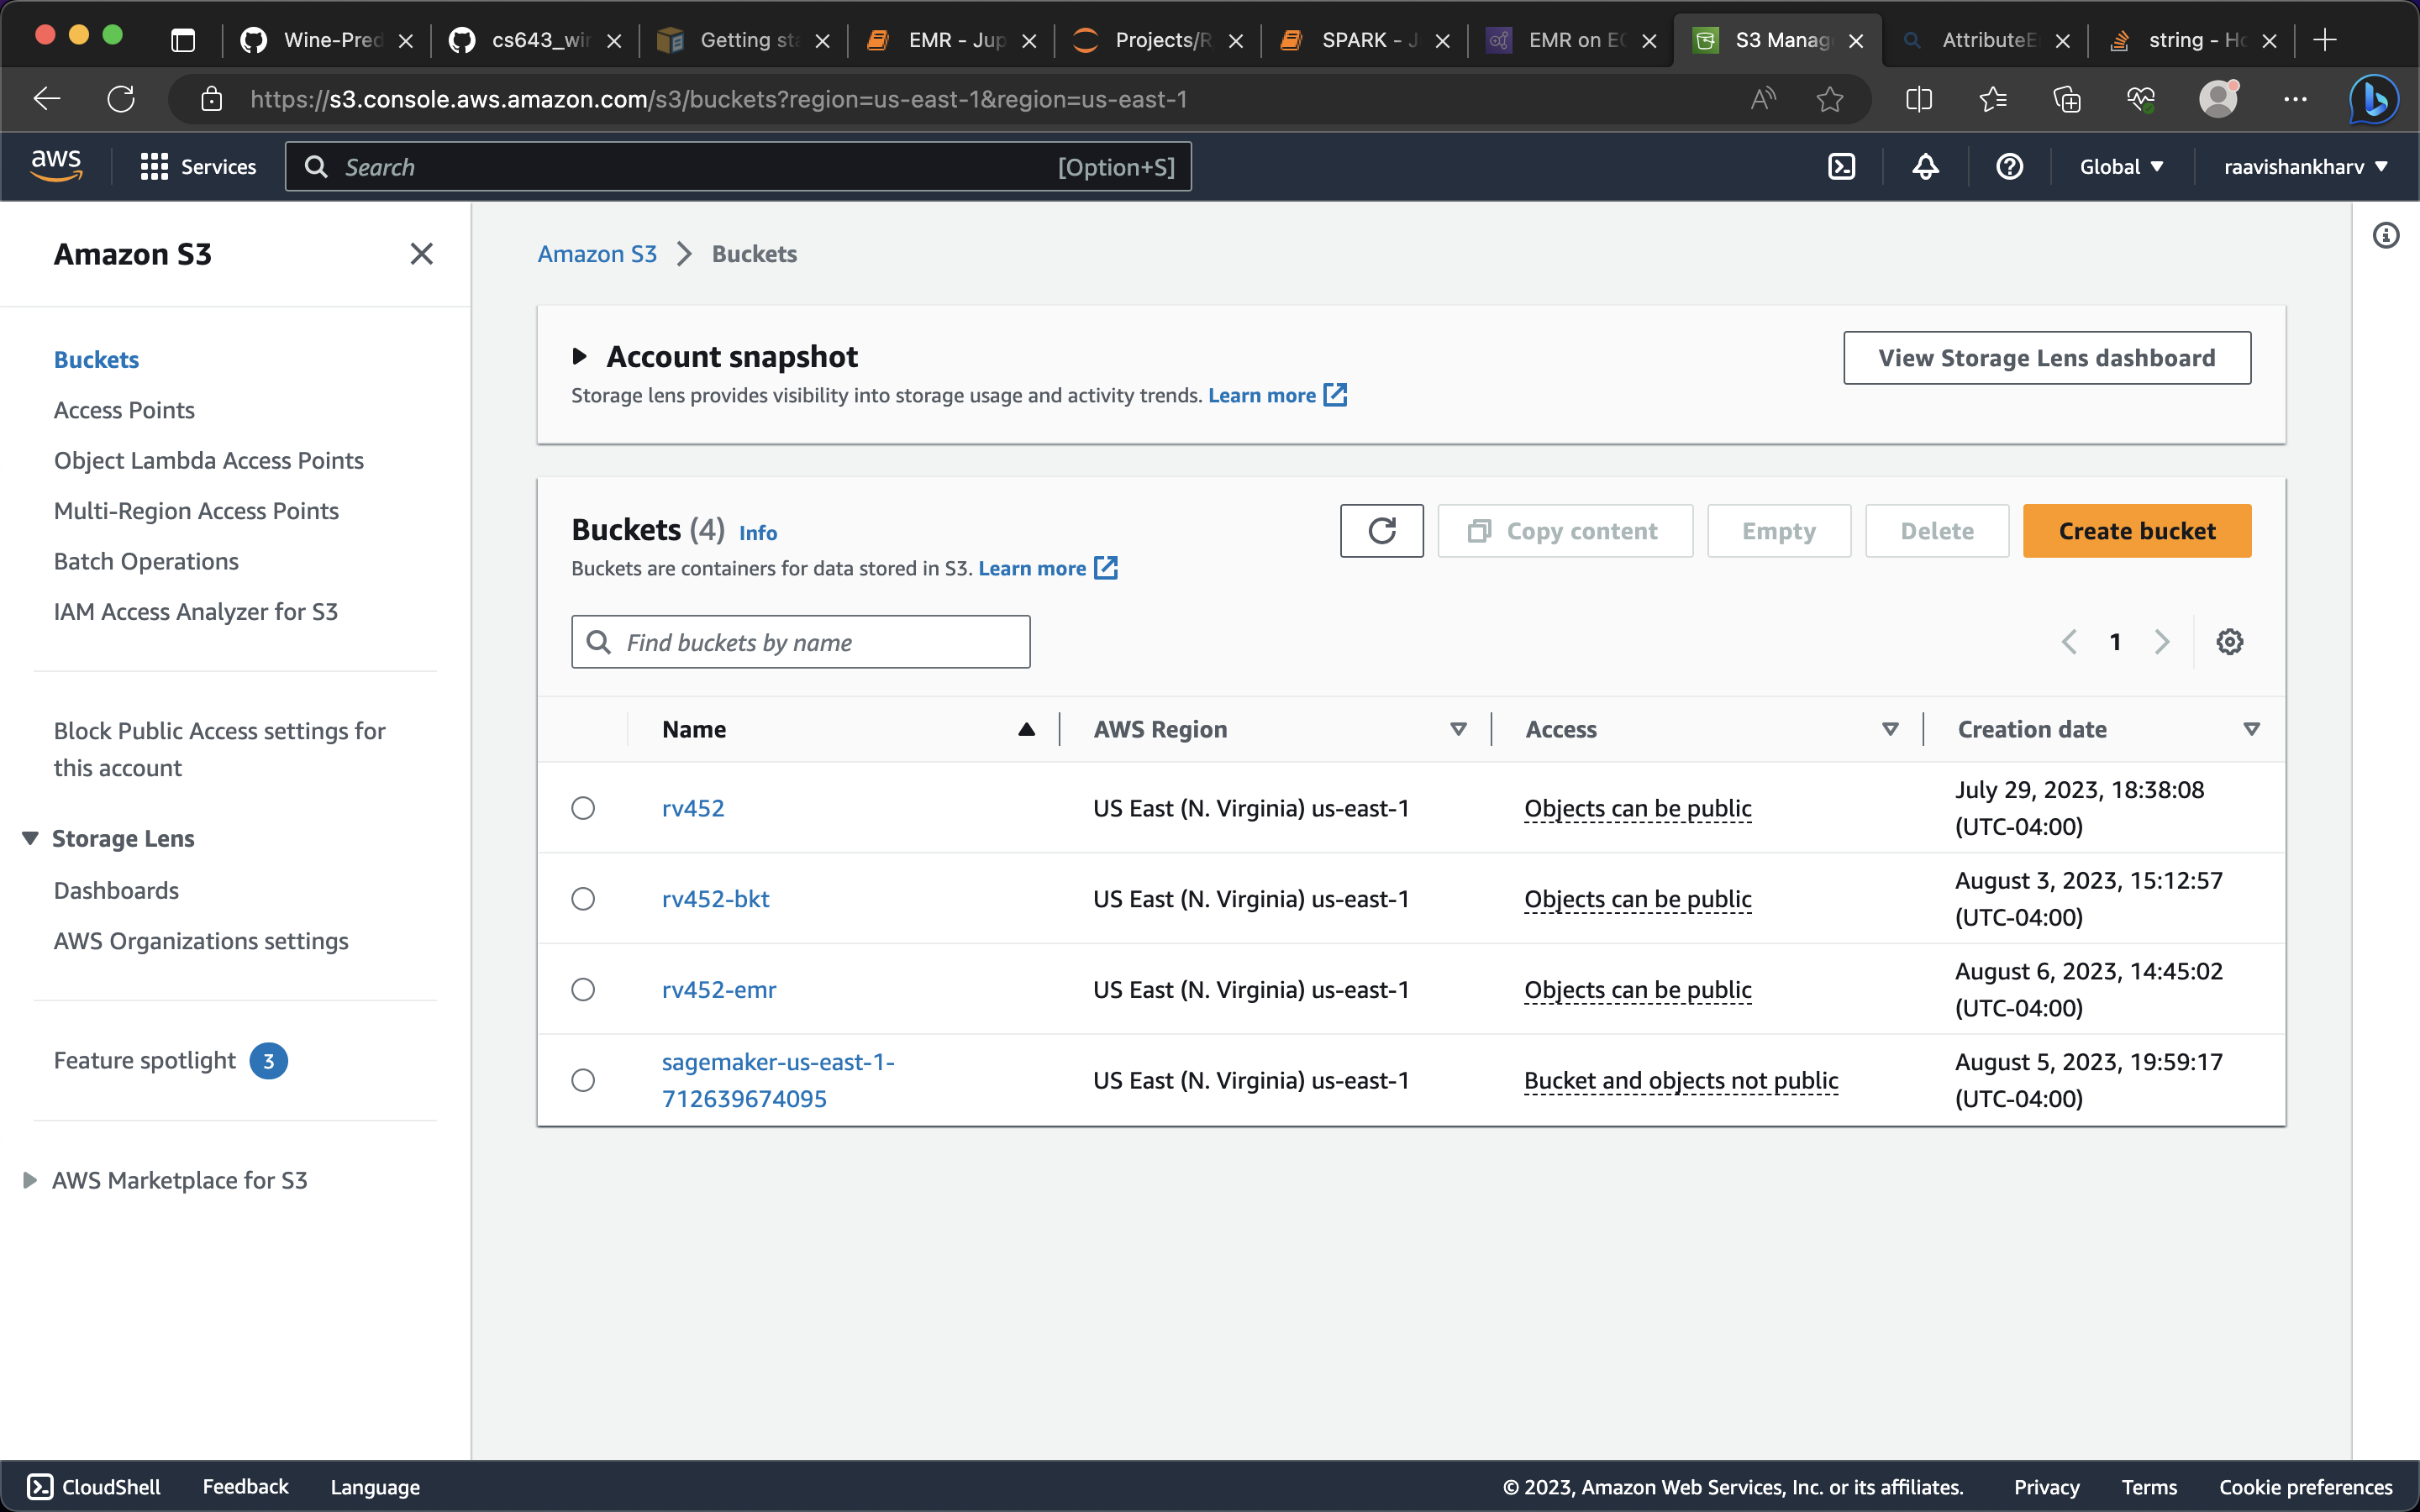 Wine-Pred
cs643_wi
Getting sta
EMR - Jup
Projects/R
SPARK - J
EMR on EC
S3 Manag
AttributeE
string - Ho
https://s3.console.aws.amazon.com/s3/buckets?region=us-east-1&region=us-east-1
aws
Services
Search
[Option+S]
Global
raavishankharv
Amazon S3
Buckets
Access Points
Object Lambda Access Points
Multi-Region Access Points
Batch Operations
IAM Access Analyzer for S3
Block Public Access settings for
this account
Storage Lens
Dashboards
AWS Organizations settings
Feature spotlight 3
AWS Marketplace for S3
Amazon S3 > Buckets
Account snapshot
Storage lens provides visibility into storage usage and activity trends. Learn more
View Storage Lens dashboard
Buckets (4) Info
Buckets are containers for data stored in S3. Learn more
Copy content
Empty
Delete
Create bucket
Find buckets by name
1
Name
AWS Region
Access
Creation date
rv452
US East (N. Virginia) us-east-1
Objects can be public
July 29, 2023, 18:38:08
(UTC-04:00)
rv452-bkt
US East (N. Virginia) us-east-1
Objects can be public
August 3, 2023, 15:12:57
(UTC-04:00)
rv452-emr
US East (N. Virginia) us-east-1
Objects can be public
August 6, 2023, 14:45:02
(UTC-04:00)
sagemaker-us-east-1-
712639674095
US East (N. Virginia) us-east-1
Bucket and objects not public
August 5, 2023, 19:59:17
(UTC-04:00)
CloudShell
Feedback
Language
© 2023, Amazon Web Services, Inc. or its affiliates.
Privacy
Terms
Cookie preferences